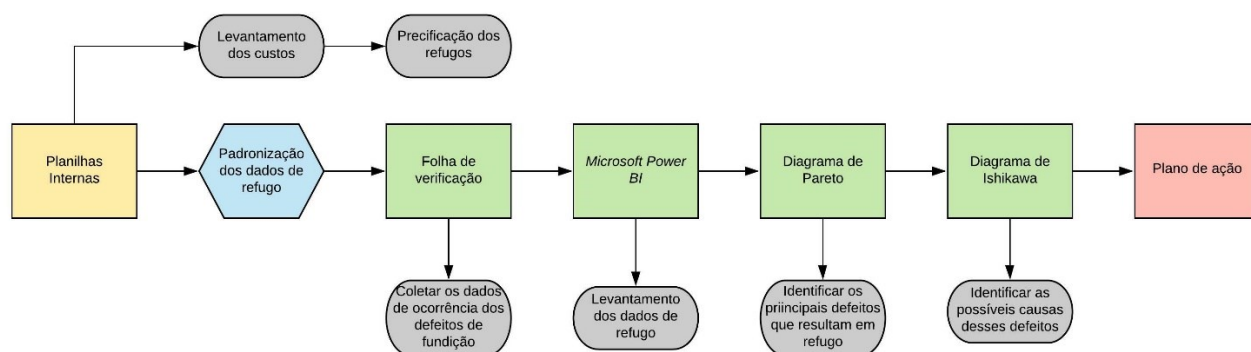 Levantamento
dos custos
Precificação dos
refugos
Planilhas
Internas
Padronização
dos dados de
refugo
Folha de
verificação
Microsoft Power
BI
Diagrama de
Pareto
Diagrama de
Ishikawa
Plano de ação
Coletar os dados
de ocorrência dos
defeitos de
fundição
Levantamento
dos dados de
refugo
Identificar os
priincipais defeitos
que resultam em
refugo
Identificar as
possíveis causas
desses defeitos